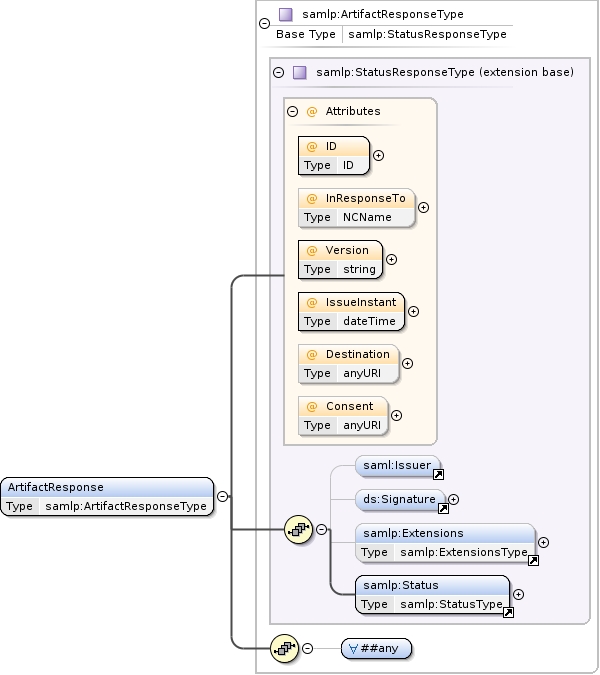 samlp:ArtifactResponseType
Base Type samlp:StatusResponseType
samlp:StatusResponseType (extension base)
@ Attributes
@ ID
Type ID
@ InResponseTo
Type NCName
@ Version
Type string
@ IssueInstant
Type dateTime
@ Destination
Type anyURI
@ Consent
Type anyURI
saml:Issuer
ArtifactResponse
Type samlp:ArtifactResponseType
ds:Signature
samlp:Extensions
Type samlp:ExtensionsType
samlp:Status
Type samlp:StatusType
∀ ##any